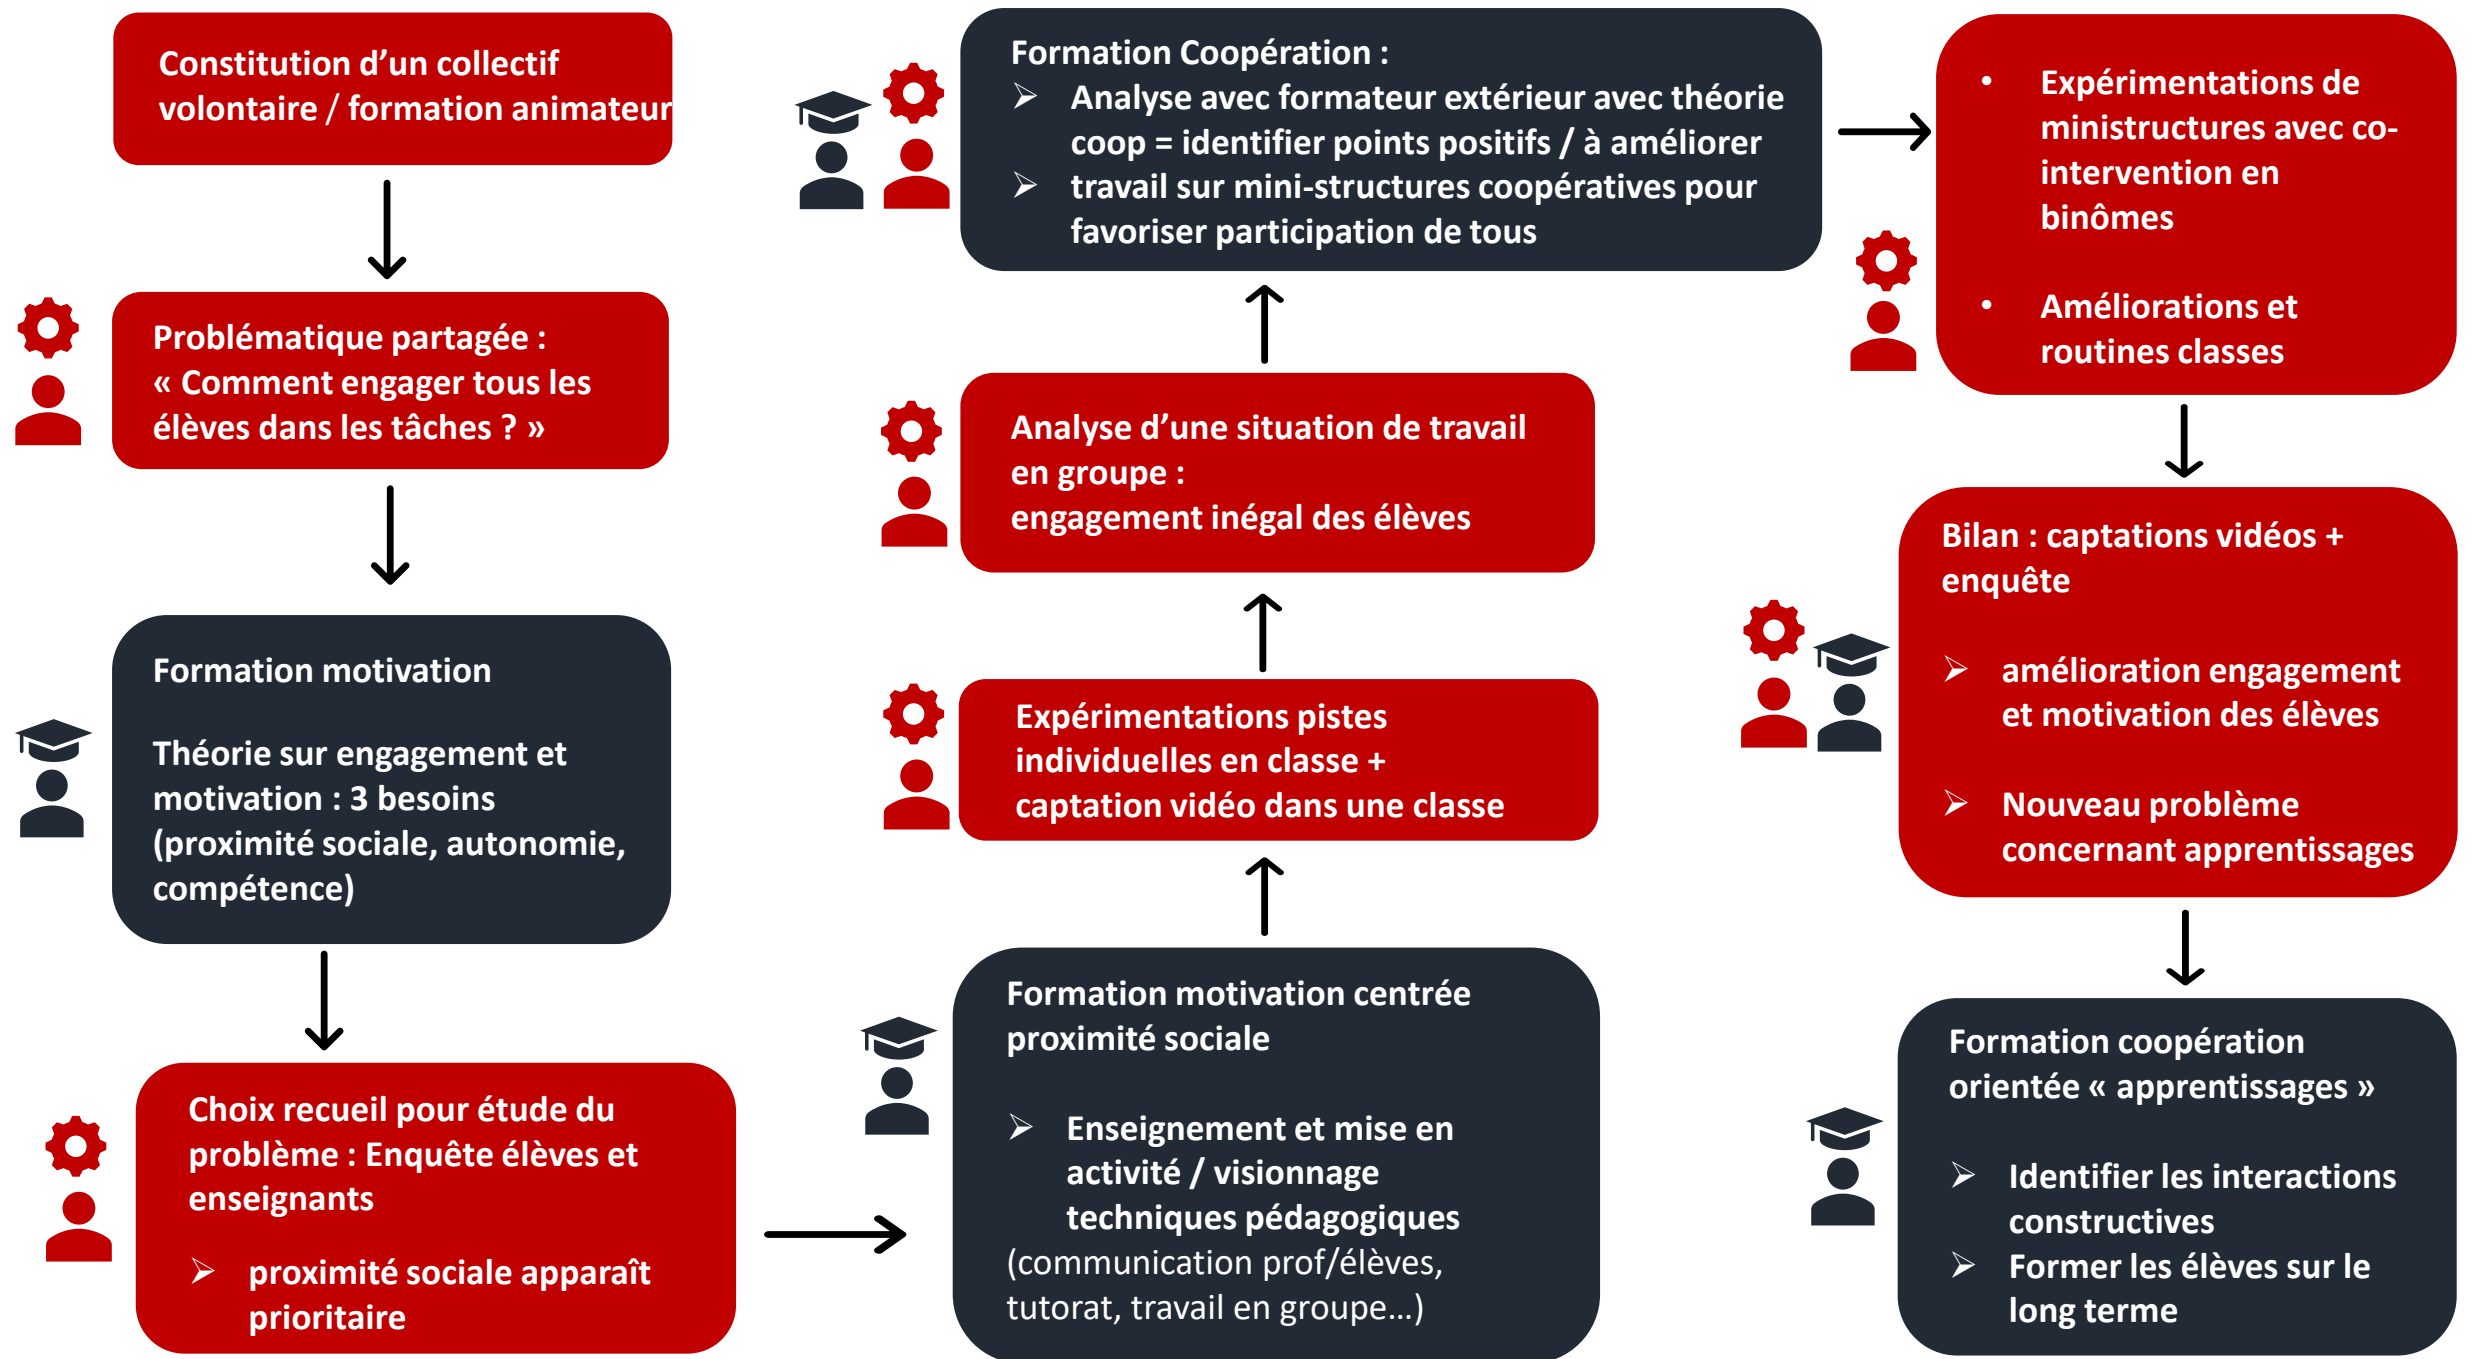 Constitution d’un collectif
volontaire / formation animateur
Problématique partagée :
« Comment engager tous les
élèves dans les tâches ? »
Formation motivation
Théorie sur engagement et
motivation : 3 besoins
(proximité sociale, autonomie,
compétence)
Choix recueil pour étude du
problème : Enquête élèves et
enseignants
➢ proximité sociale apparaît
prioritaire
Formation motivation centrée
proximité sociale
➢ Enseignement et mise en
activité / visionnage
techniques pédagogiques
(communication prof/élèves,
tutorat, travail en groupe…)
Expérimentations pistes
individuelles en classe +
captation vidéo dans une classe
Analyse d’une situation de travail
en groupe :
engagement inégal des élèves
Formation Coopération :
➢ Analyse avec formateur extérieur avec théorie
coop = identifier points positifs / à améliorer
➢ travail sur mini-structures coopératives pour
favoriser participation de tous
• Expérimentations de
ministructures avec co-
intervention en
binômes
• Améliorations et
routines classes
Bilan : captations vidéos +
enquête
➢ amélioration engagement
et motivation des élèves
➢ Nouveau problème
concernant apprentissages
Formation coopération
orientée « apprentissages »
➢ Identifier les interactions
constructives
➢ Former les élèves sur le
long terme